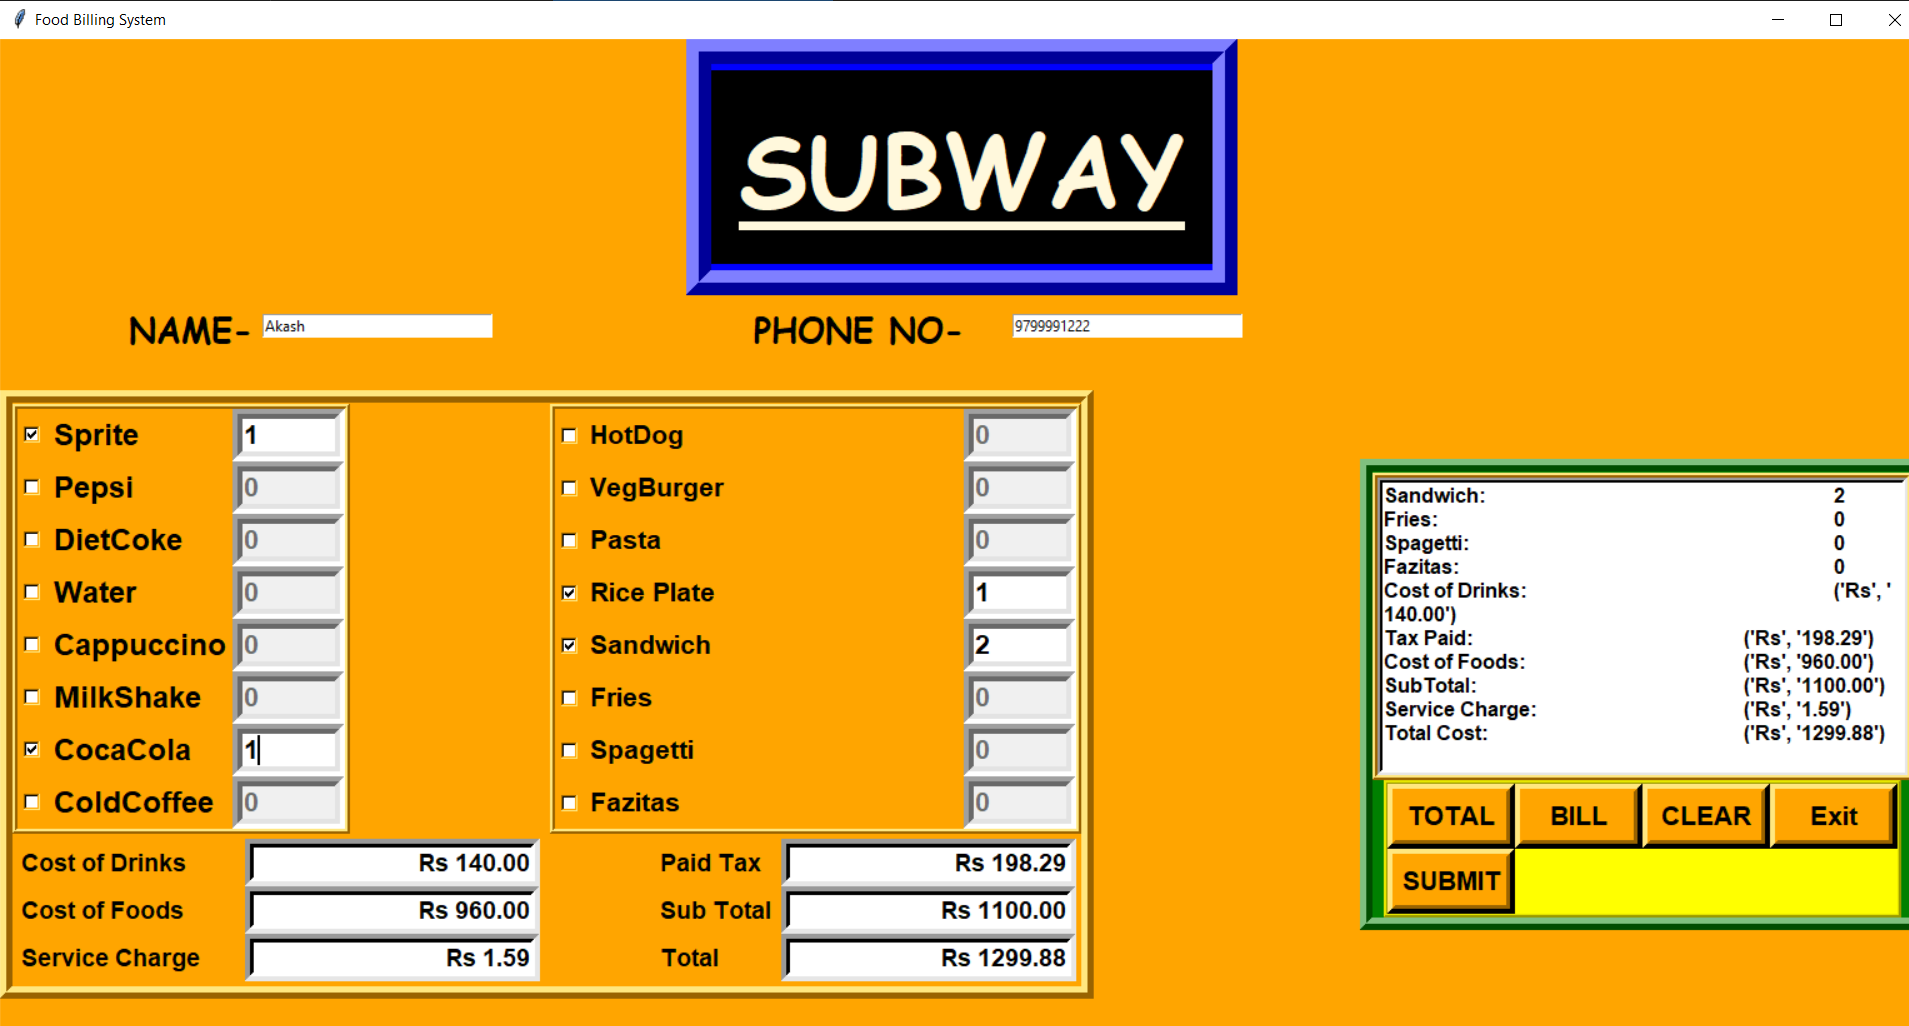 Food Billing System
SUBWAY
NAME- Akash PHONE NO- 9799991222
Sprite 1 HotDog 0
Pepsi 0 VegBurger 0
DietCoke 0 Pasta 0
Water 0 Rice Plate 1
Cappuccino 0 Sandwich 2
MilkShake 0 Fries 0
CocaCola 1 Spagetti 0
ColdCoffee 0 Fazitas 0
Cost of Drinks Rs 140.00 Paid Tax Rs 198.29
Cost of Foods Rs 960.00 Sub Total Rs 1100.00
Service Charge Rs 1.59 Total Rs 1299.88
Sandwich: 2
Fries: 0
Spagetti: 0
Fazitas: 0
Cost of Drinks: ('Rs', '
140.00')
Tax Paid: ('Rs', '198.29')
Cost of Foods: ('Rs', '960.00')
SubTotal: ('Rs', '1100.00')
Service Charge: ('Rs', '1.59')
Total Cost: ('Rs', '1299.88')
TOTAL BILL CLEAR Exit
SUBMIT